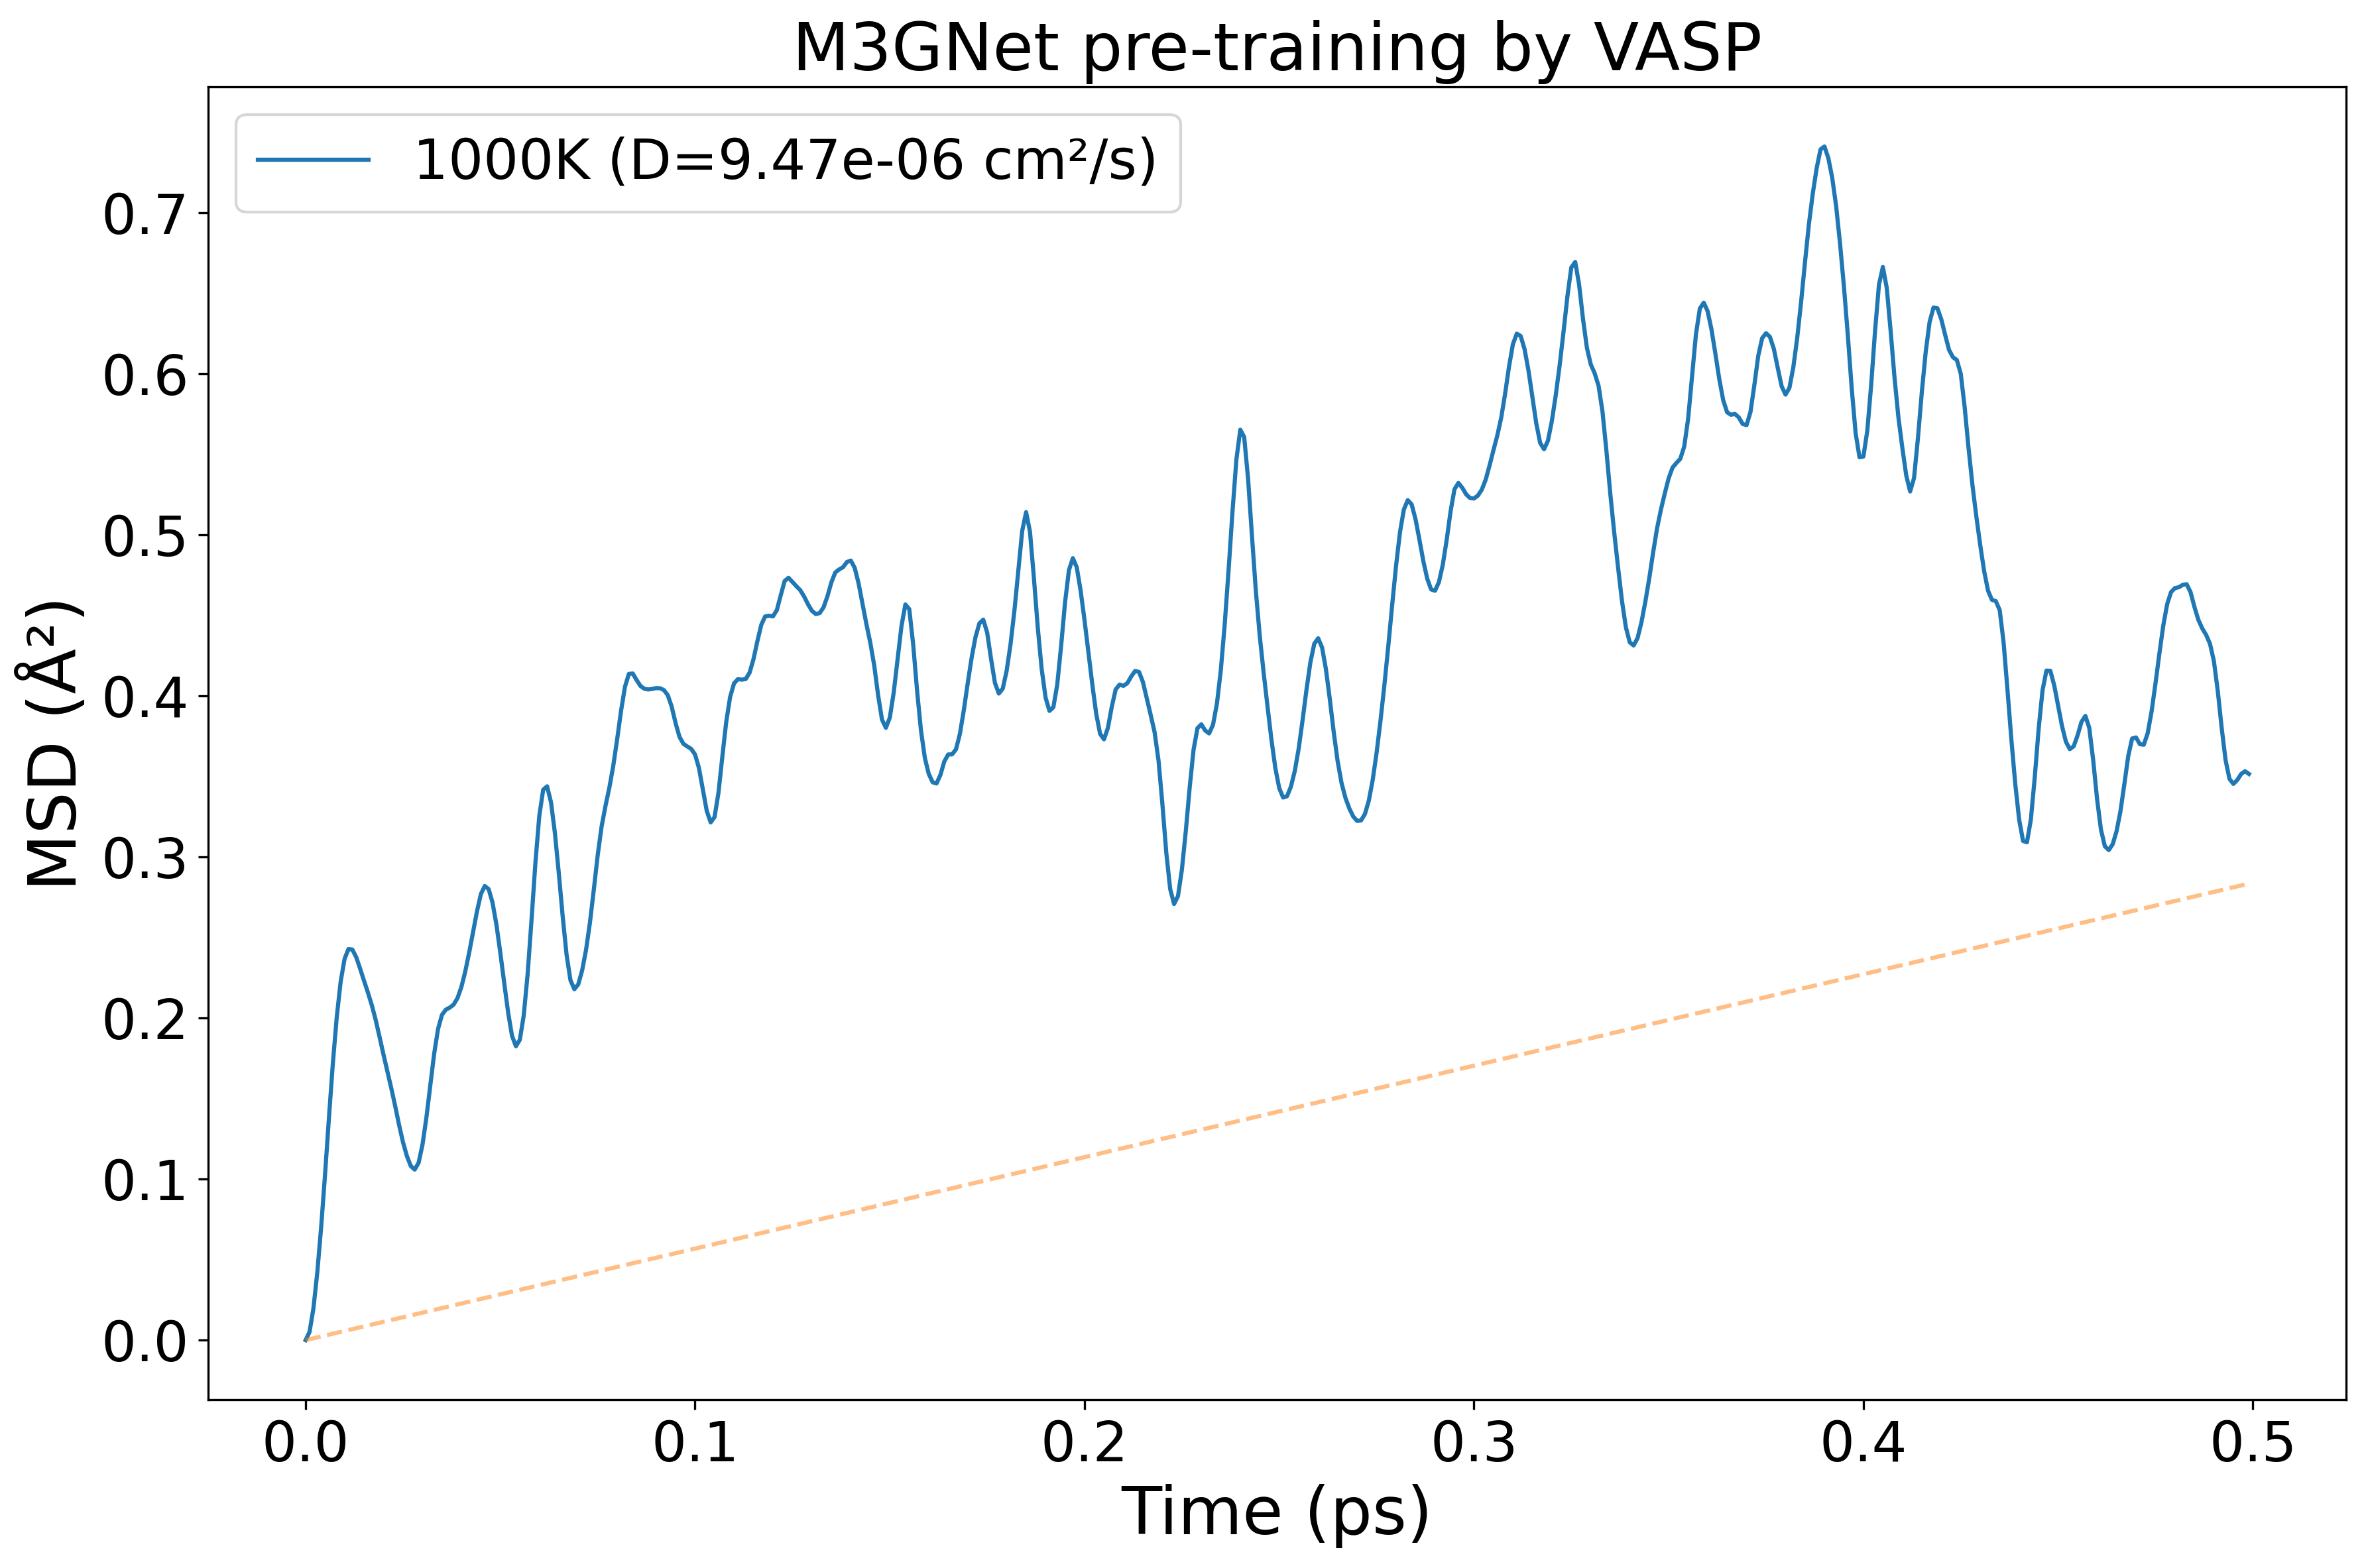 M3GNet pre-training by VASP
1000K (D=9.47e-06 cm²/s)
MSD (Å²)
0.7
0.6
0.5
0.4
0.3
0.2
0.1
0.0
0.0 0.1 0.2 0.3 0.4 0.5
Time (ps)